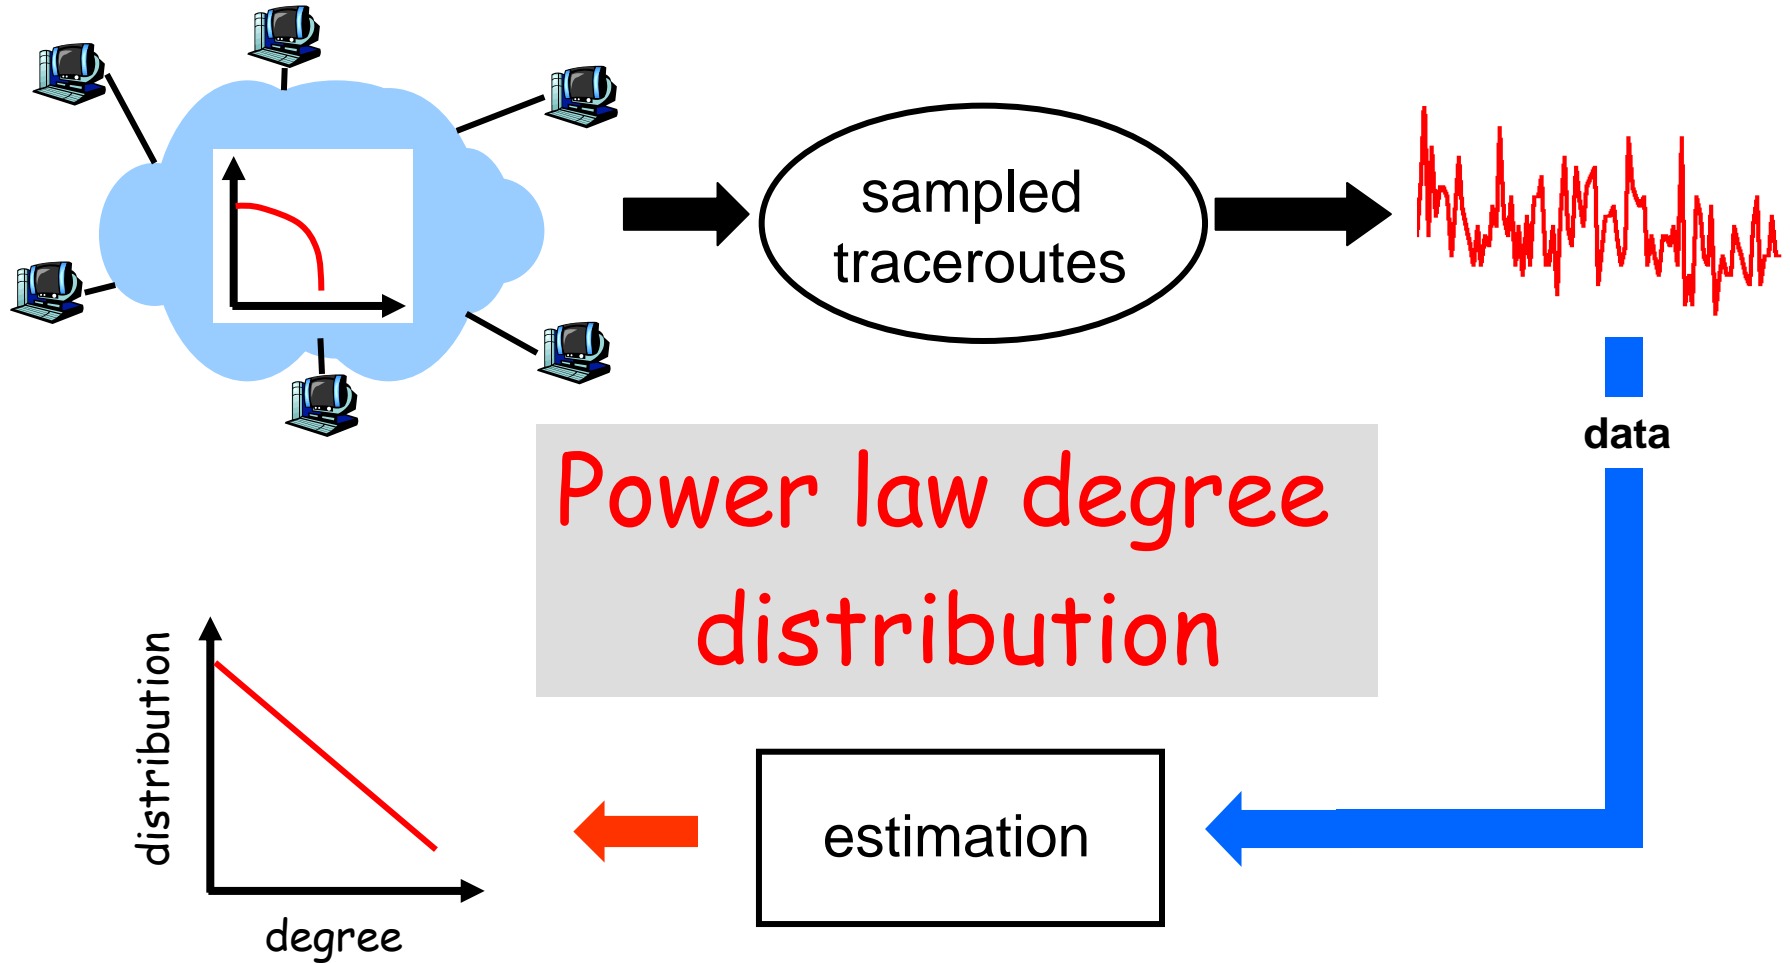 sampled
traceroutes
data
Power law degree
distribution
estimation
distribution
degree